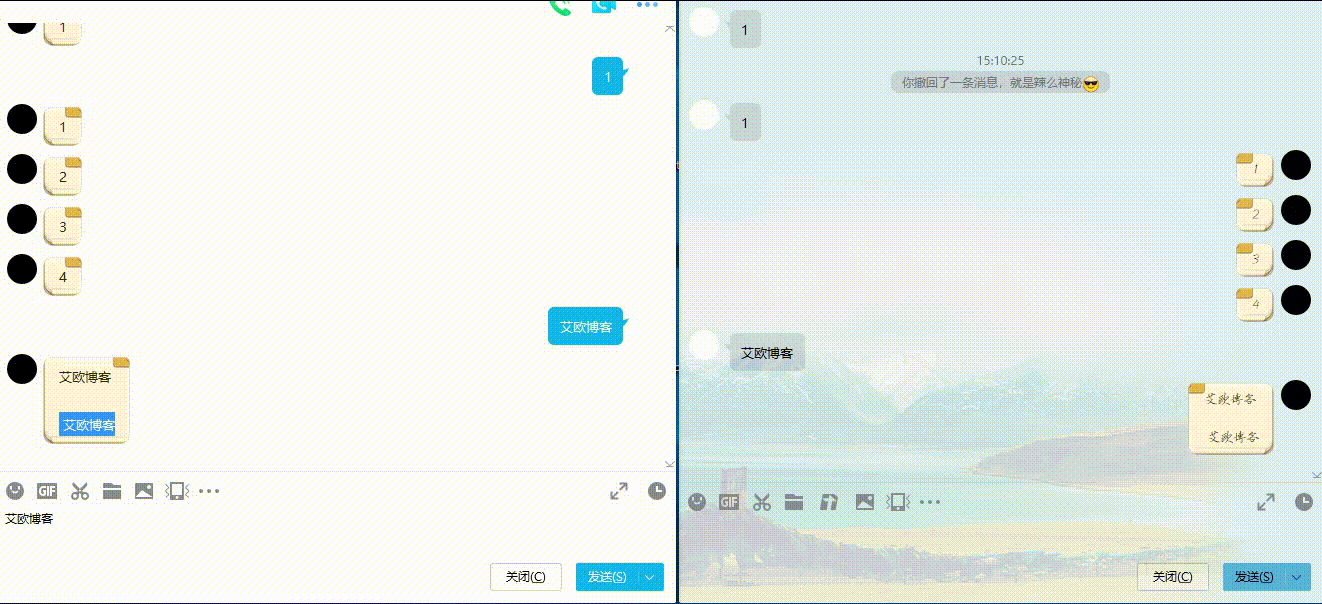 1
1
1
2
3
4
艾欧博客
艾欧博客
艾欧博客
GIF
艾欧博客
关闭(C)
发送(S)
1
15:10:25
你撤回了一条消息，就是辣么神秘
1
1
2
3
4
艾欧博客
艾欧博客
艾欧博客
GIF
关闭(C)
发送(S)